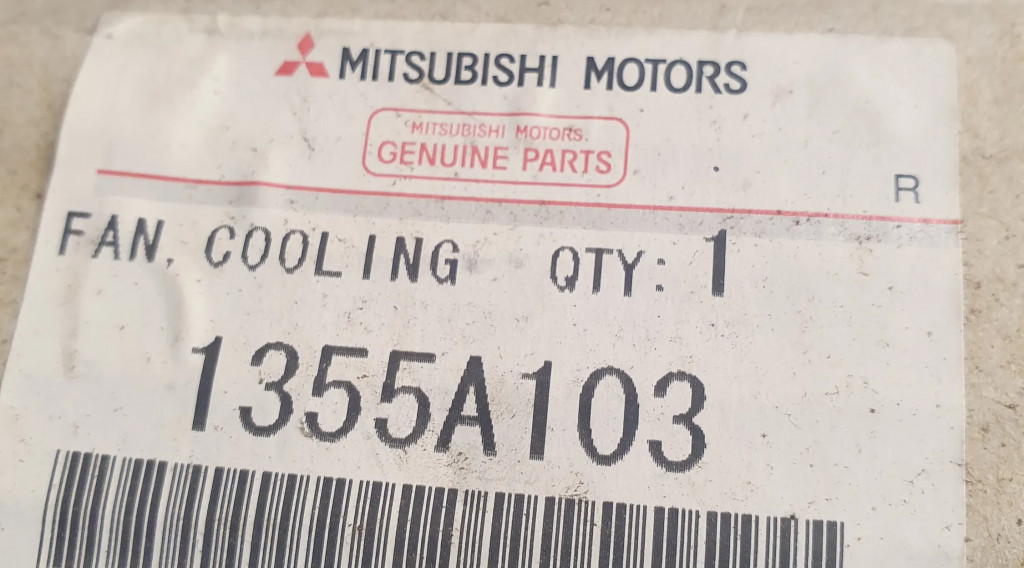 MITSUBISHI MOTORS
MITSUBISHI MOTORS
GENUINE PARTS
R
FAN, COOLING QTY: 1
1355A103